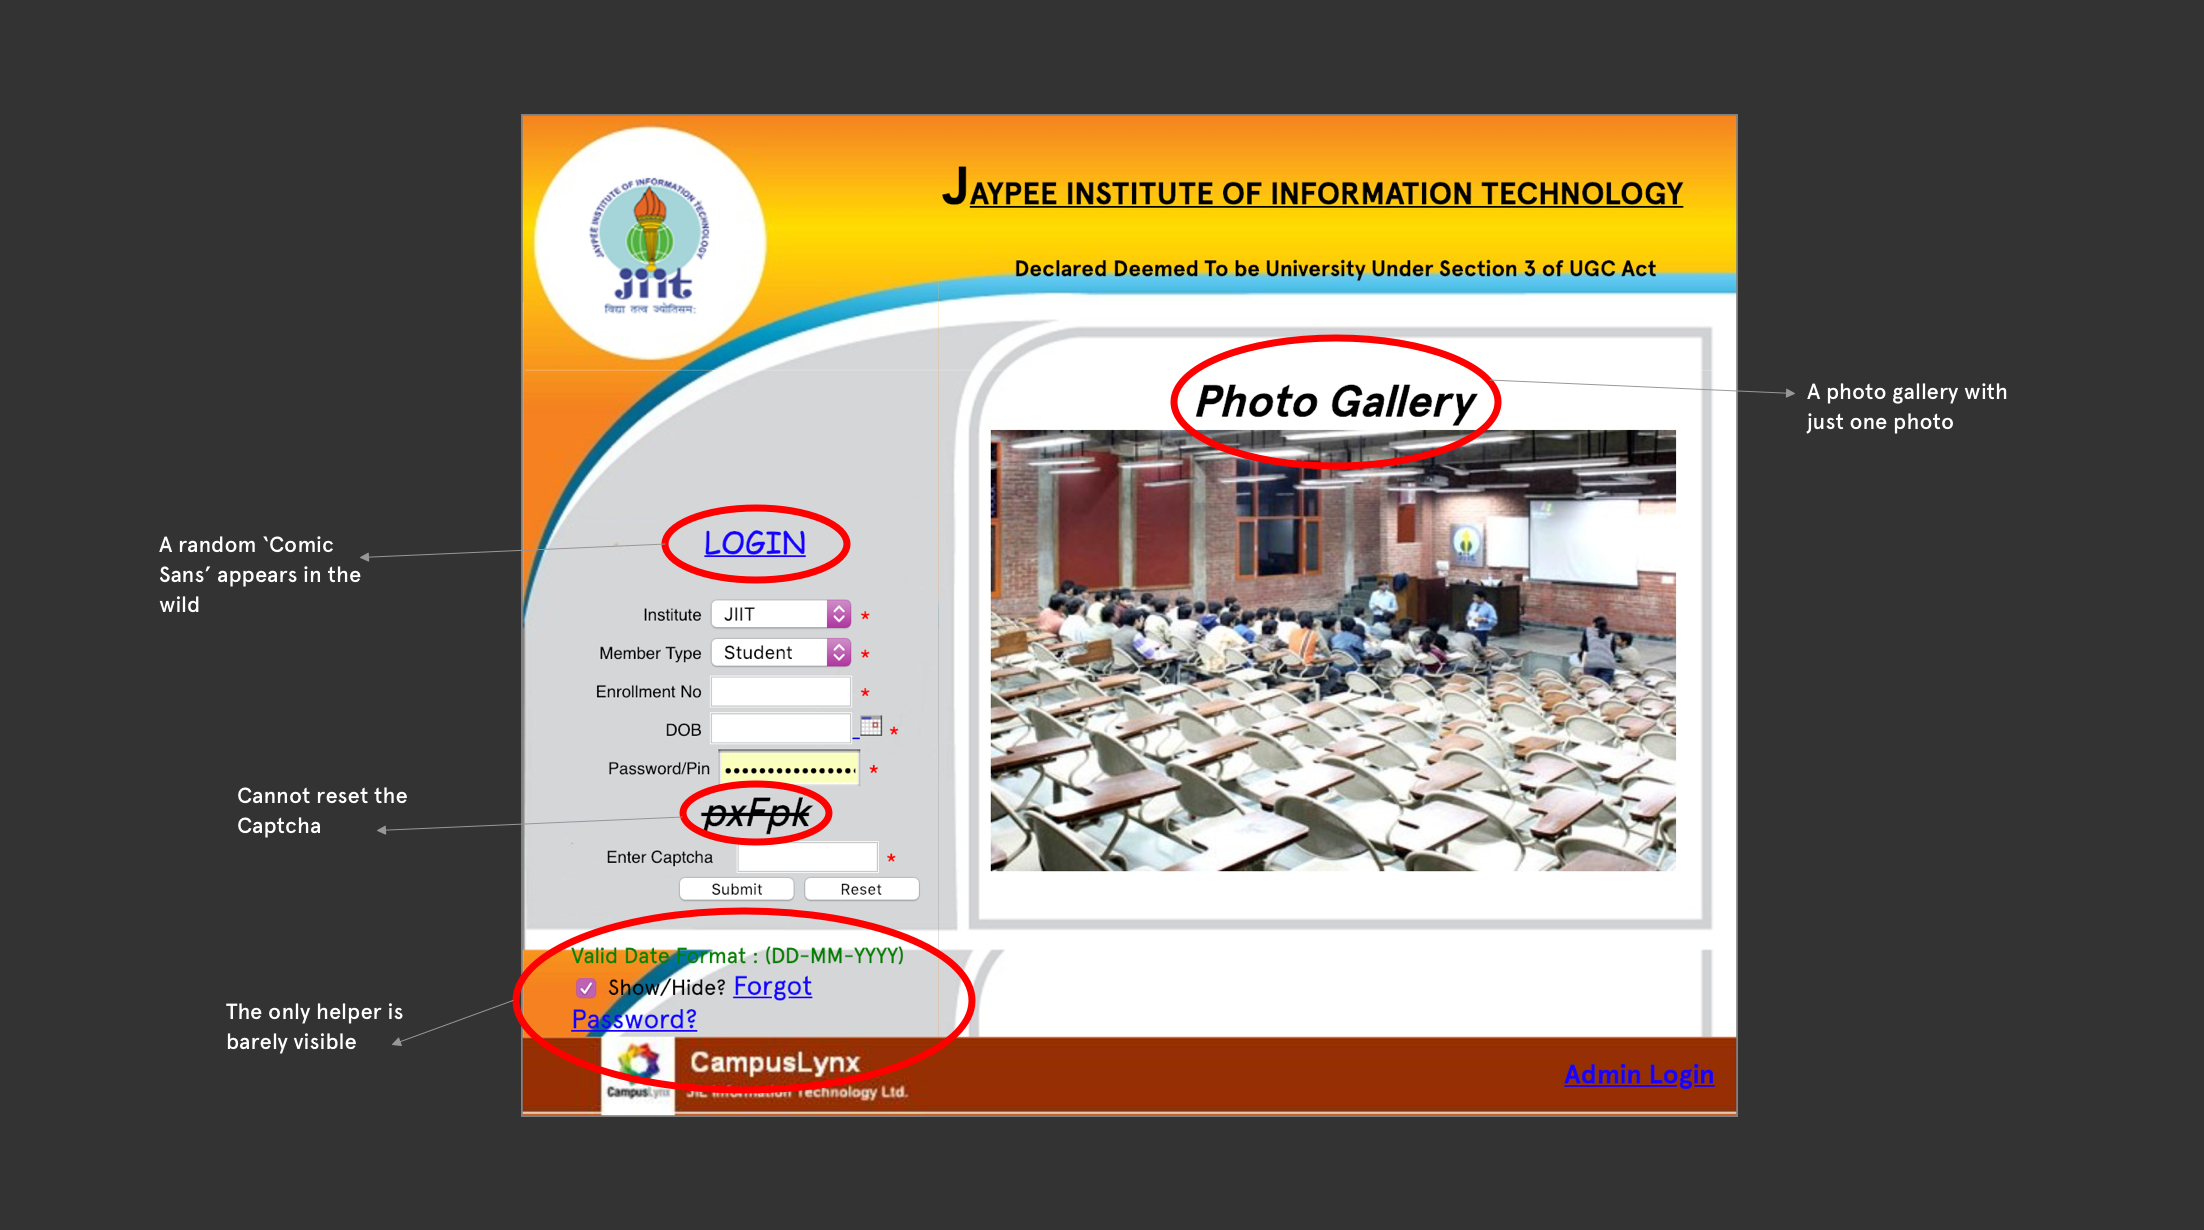 JAYPEE INSTITUTE OF INFORMATION TECHNOLOGY
jiit
विद्या तत्व ज्योतिसम:
JAYPEE INSTITUTE OF INFORMATION TECHNOLOGY
Declared Deemed To be University Under Section 3 of UGC Act
Photo Gallery
A photo gallery with
just one photo
A random ‘Comic
Sans’ appears in the
wild
LOGIN
Institute JIIT *
Member Type Student *
Enrollment No *
DOB *
Password/Pin *
Cannot reset the
Captcha
pxFpk
Enter Captcha *
Submit Reset
Valid Date Format : (DD-MM-YYYY)
Show/Hide? Forgot
Password?
The only helper is
barely visible
CampusLynx
CampusLynx
JIL Information Technology Ltd.
Admin Login